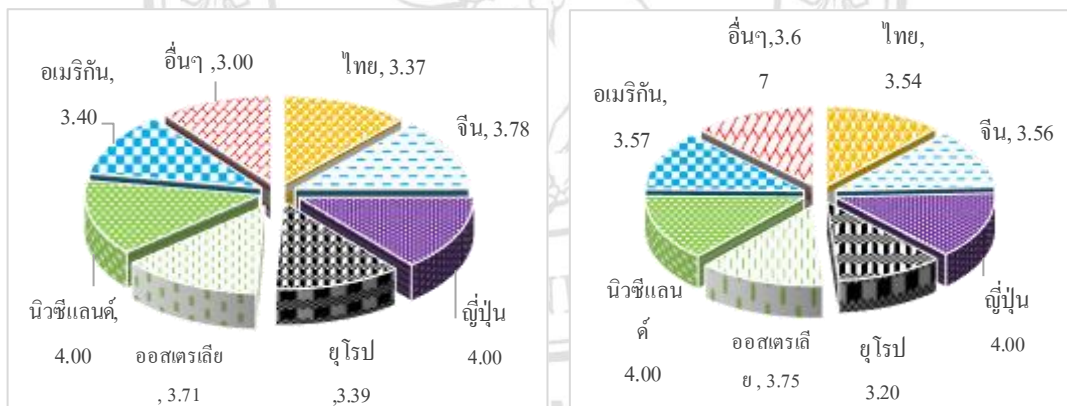 อื่นๆ ,3.00
ไทย, 3.37
อเมริกัน,
3.40
จีน, 3.78
นิวซีแลนด์,
4.00
ออสเตรเลีย
, 3.71
ยุโรป
,3.39
ญี่ปุ่น
4.00
อื่นๆ,3.6
7
ไทย,
3.54
อเมริกัน,
3.57
จีน, 3.56
นิวซีแลน
ด์
4.00
ออสเตรเลี
ย , 3.75
ยุโรป
3.20
ญี่ปุ่น
4.00